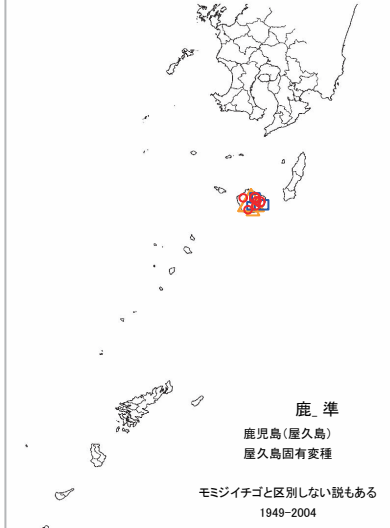 鹿_準
鹿児島(屋久島)
屋久島固有変種
モミジイチゴと区別しない説もある
1949-2004